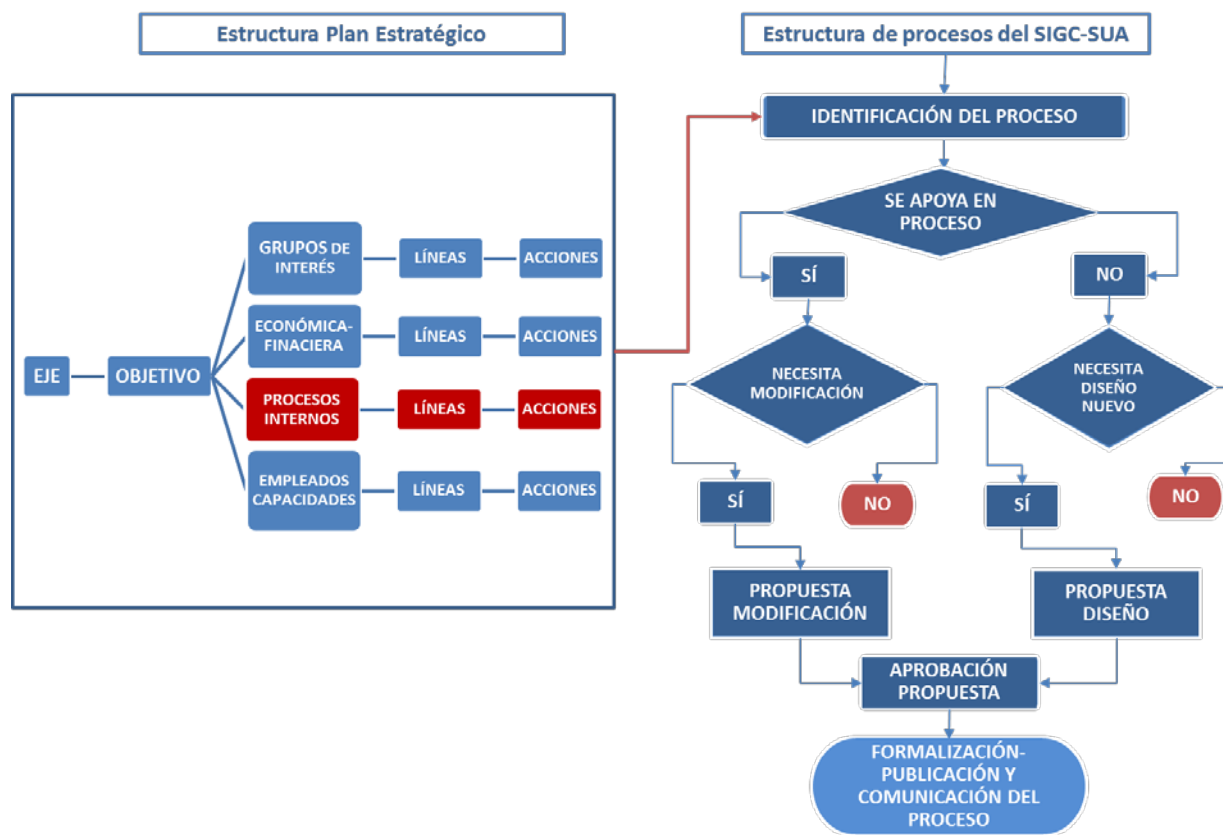 Estructura Plan Estratégico
EJE
OBJETIVO
GRUPOS DE
INTERÉS
LÍNEAS
ACCIONES
ECONÓMICA-
FINACIERA
LÍNEAS
ACCIONES
PROCESOS
INTERNOS
LÍNEAS
ACCIONES
EMPLEADOS
CAPACIDADES
LÍNEAS
ACCIONES
Estructura de procesos del SIGC-SUA
IDENTIFICACIÓN DEL PROCESO
SE APOYA EN
PROCESO
SÍ
NO
NECESITA
MODIFICACIÓN
NECESITA
DISEÑO
NUEVO
SÍ
NO
SÍ
NO
PROPUESTA
MODIFICACIÓN
PROPUESTA
DISEÑO
APROBACIÓN
PROPUESTA
FORMALIZACIÓN-
PUBLICACIÓN Y
COMUNICACIÓN DEL
PROCESO